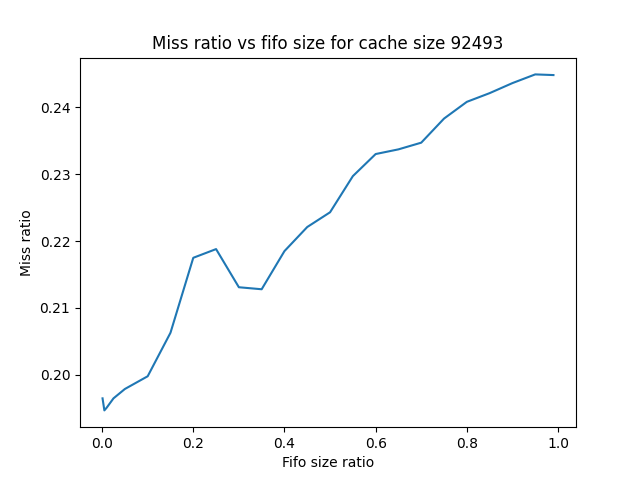 Miss ratio vs fifo size for cache size 92493
Miss ratio
0.24
0.23
0.22
0.21
0.20
0.0 0.2 0.4 0.6 0.8 1.0
Fifo size ratio